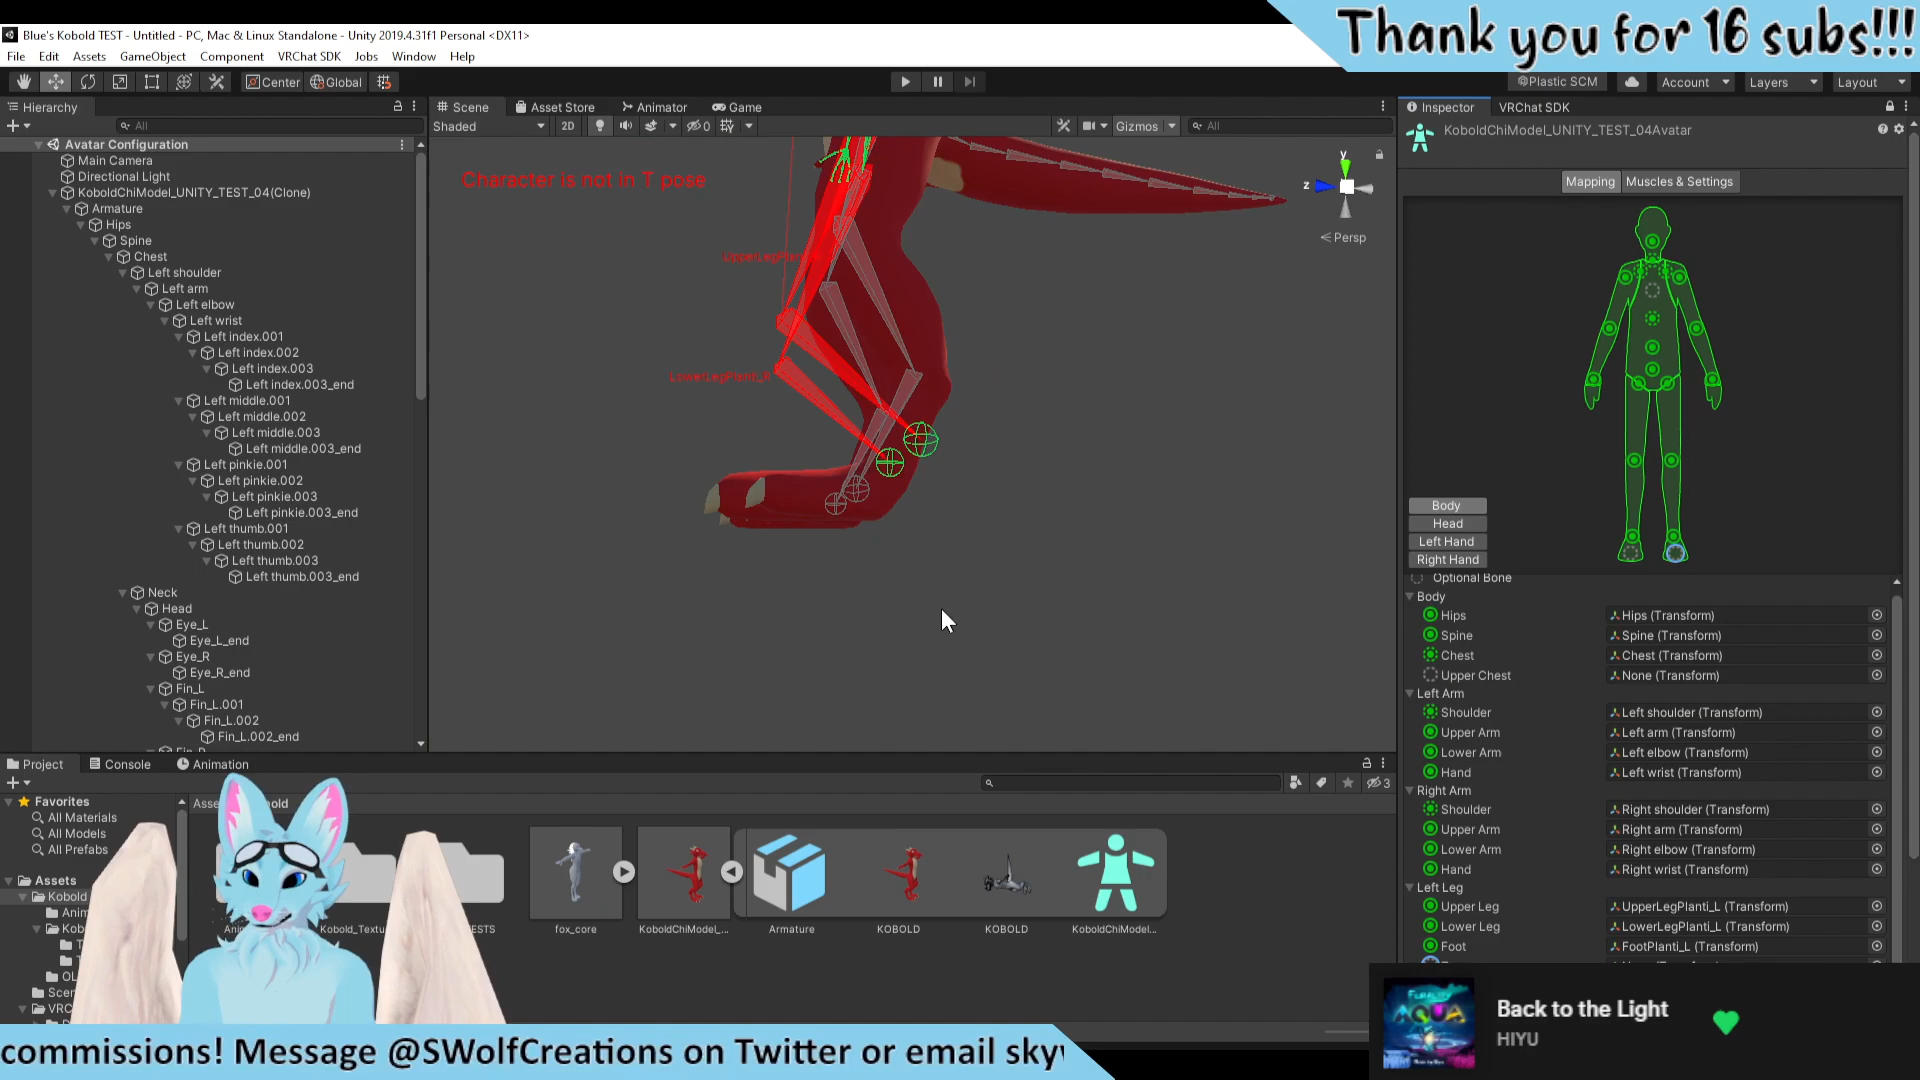 Thank you for 16 subs!!!
Blue's Kobold TEST - Untitled - PC, Mac & Linux Standalone - Unity 2019.4.31f1 Personal <DX11>
File Edit Assets GameObject Component VRChat SDK Jobs Window Help
Center Global
Plastic SCM Account Layers Layout
Hierarchy
All
Avatar Configuration
Main Camera
Directional Light
KoboldChiModel_UNITY_TEST_04(Clone)
Armature
Hips
Spine
Chest
Left shoulder
Left arm
Left elbow
Left wrist
Left index.001
Left index.002
Left index.003
Left index.003_end
Left middle.001
Left middle.002
Left middle.003
Left middle.003_end
Left pinkie.001
Left pinkie.002
Left pinkie.003
Left pinkie.003_end
Left thumb.001
Left thumb.002
Left thumb.003
Left thumb.003_end
Neck
Head
Eye_L
Eye_L_end
Eye_R
Eye_R_end
Fin_L
Fin_L.001
Fin_L.002
Fin_L.002_end
Scene Asset Store Animator Game
Shaded 2D 0 Gizmos All
Character is not in T pose
LowerLegPlanti_R
y
z
Persp
Inspector VRChat SDK
KoboldChiModel_UNITY_TEST_04Avatar
Mapping Muscles & Settings
Body
Head
Left Hand
Right Hand
Optional Bone
Body
Hips Hips (Transform)
Spine Spine (Transform)
Chest Chest (Transform)
Upper Chest None (Transform)
Left Arm
Shoulder Left shoulder (Transform)
Upper Arm Left arm (Transform)
Lower Arm Left elbow (Transform)
Hand Left wrist (Transform)
Right Arm
Shoulder Right shoulder (Transform)
Upper Arm Right arm (Transform)
Lower Arm Right elbow (Transform)
Hand Right wrist (Transform)
Left Leg
Upper Leg UpperLegPlanti_L (Transform)
Lower Leg LowerLegPlanti_L (Transform)
Foot FootPlanti_L (Transform)
Project Console Animation
3
Favorites
All Materials
All Models
All Prefabs
Assets
Kobold
fox_core
KoboldChiModel_...
Armature
KOBOLD
KOBOLD
KoboldChiModel...
AQUA
Back to the Light
HIYU
commissions! Message @SWolfCreations on Twitter or email sky